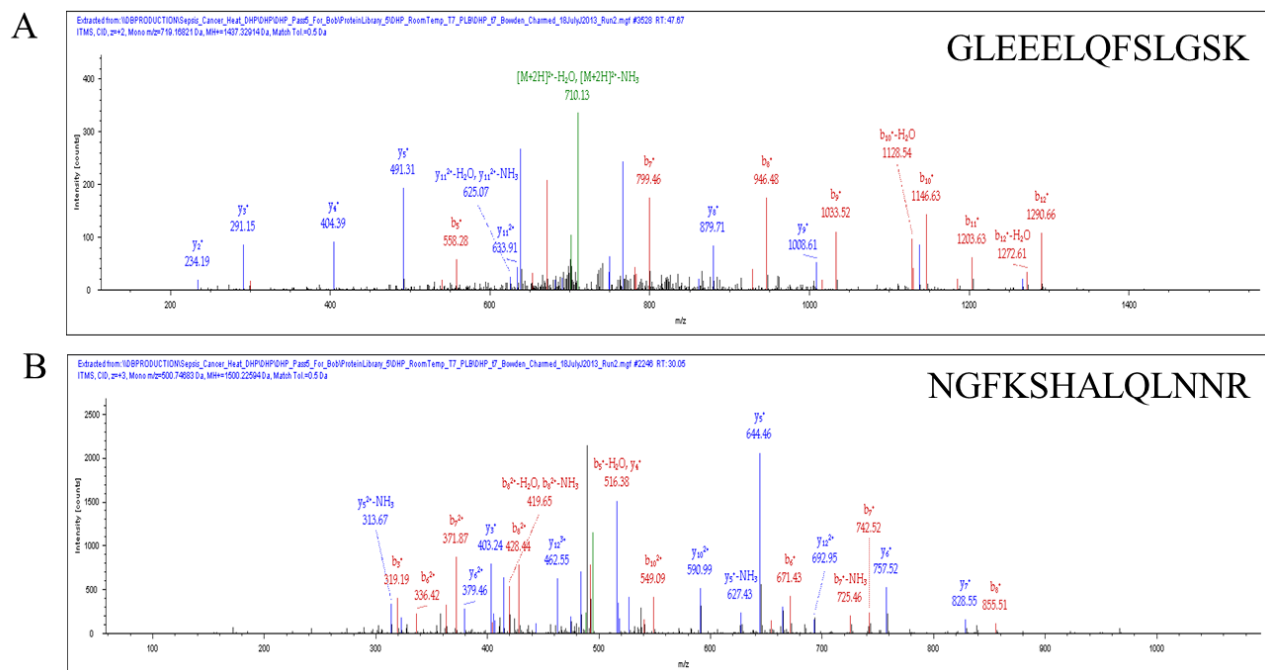 A
Extracted from: \\DBPRODUCTION\Sepsis_Cancer_Heat_DHP\DHP\DHP_Pass5_For_Bob\ProteinLibrary_5\DHP_RoomTemp_T7_PLB\DHP_t7_Bowden_Charmed_18JulyJ2013_Run2.mgf #3528 RT: 47.67
ITMS, CID, z=+2, Mono m/z=719.16821 Da, MH+=1437.32914 Da, Match Tol.=0.5 Da
GLEEELQFSLGSK
[M+2H]²⁺-H₂O, [M+2H]²⁺-NH₃
710.13
y₂⁺
234.19
y₃⁺
291.15
y₄⁺
404.39
y₅⁺
491.31
b₅⁺
558.28
y₁₁²⁺-H₂O, y₁₁²⁺-NH₃
625.07
y₁₁²⁺
633.91
b₇⁺
799.46
y₈⁺
879.71
b₈⁺
946.48
y₉⁺
1008.61
b₉⁺
1033.52
b₁₀⁺-H₂O
1128.54
b₁₀⁺
1146.63
b₁₁⁺
1203.63
b₁₂⁺-H₂O
1272.61
b₁₂⁺
1290.66
Intensity [counts]
400
300
200
100
0
200 400 600 800 1000 1200 1400
m/z
B
Extracted from: \\DBPRODUCTION\Sepsis_Cancer_Heat_DHP\DHP\DHP_Pass5_For_Bob\ProteinLibrary_5\DHP_RoomTemp_T7_PLB\DHP_t7_Bowden_Charmed_18JulyJ2013_Run2.mgf #2246 RT: 30.05
ITMS, CID, z=+3, Mono m/z=500.74683 Da, MH+=1500.22594 Da, Match Tol.=0.5 Da
NGFKSHALQLNNR
y₅²⁺-NH₃
313.67
b₃⁺
319.19
b₆²⁺
336.42
b₇²⁺
371.87
y₆²⁺
379.46
y₃⁺
403.24
b₈²⁺-H₂O, b₈²⁺-NH₃
419.65
b₈²⁺
428.44
y₁₂³⁺
462.55
b₅⁺-H₂O, y₄⁺
516.38
b₁₀²⁺
549.09
y₁₀²⁺
590.99
y₅⁺-NH₃
627.43
y₅⁺
644.46
b₆⁺
671.43
y₁₂²⁺
692.95
b₇⁺-NH₃
725.46
b₇⁺
742.52
y₆⁺
757.52
y₇⁺
828.55
b₈⁺
855.51
Intensity [counts]
2500
2000
1500
1000
500
0
100 200 300 400 500 600 700 800 900 1000
m/z